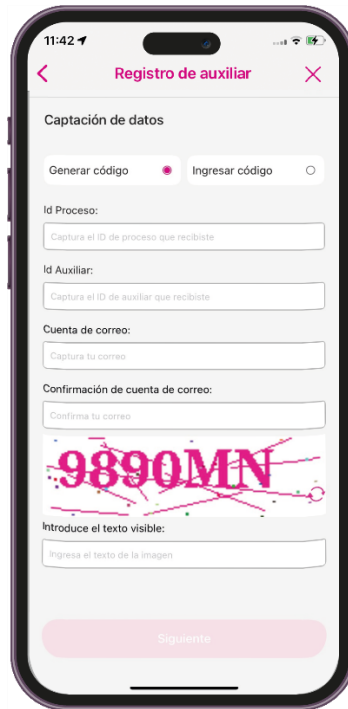 11:42
Registro de auxiliar
Captación de datos
Generar código Ingresar código
Id Proceso:
Captura el ID de proceso que recibiste
Id Auxiliar:
Captura el ID de auxiliar que recibiste
Cuenta de correo:
Captura tu correo
Confirmación de cuenta de correo:
Confirma tu correo
9890MN
Introduce el texto visible:
Ingresa el texto de la imagen
Siguiente